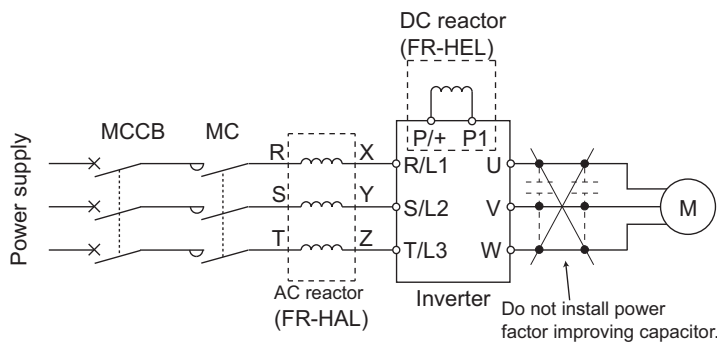 DC reactor
(FR-HEL)
P/+ P1
MCCB MC
R X R/L1 U
S Y S/L2 V
T Z T/L3 W
M
Power supply
AC reactor
(FR-HAL)
Inverter
Do not install power
factor improving capacitor.